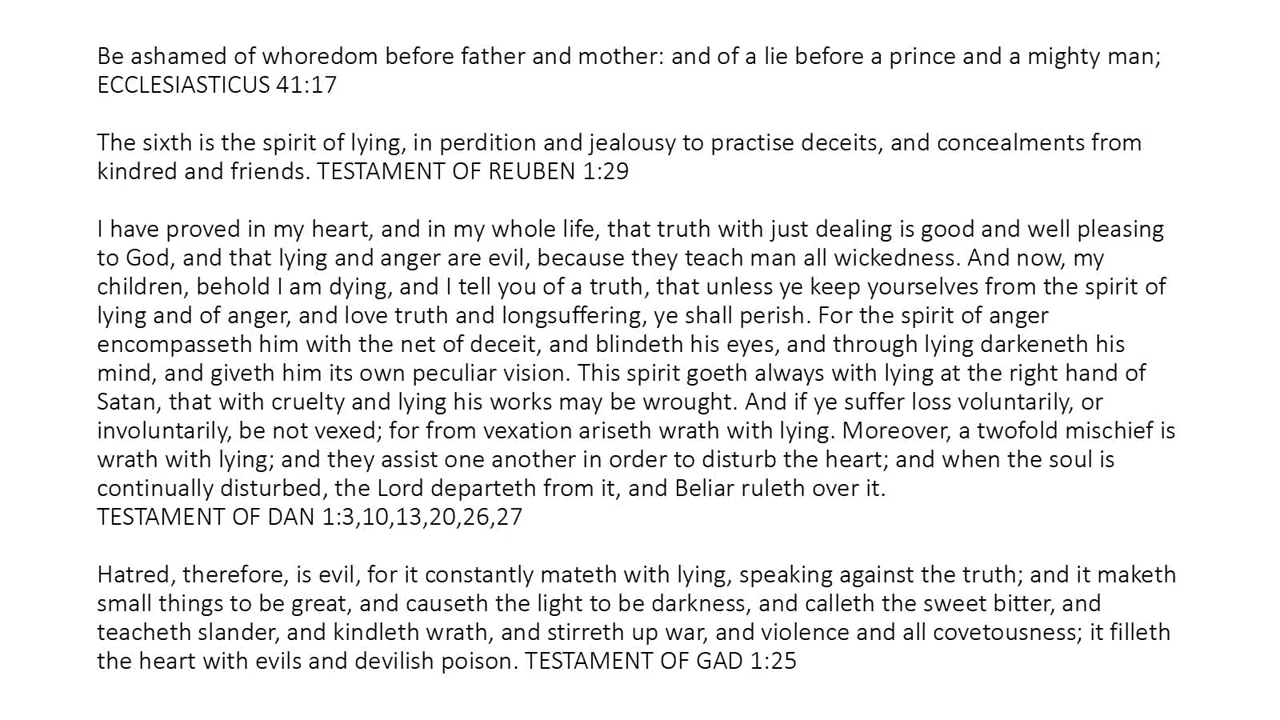 Be ashamed of whoredom before father and mother: and of a lie before a prince and a mighty man;
ECCLESIASTICUS 41:17
The sixth is the spirit of lying, in perdition and jealousy to practise deceits, and concealments from
kindred and friends. TESTAMENT OF REUBEN 1:29
I have proved in my heart, and in my whole life, that truth with just dealing is good and well pleasing
to God, and that lying and anger are evil, because they teach man all wickedness. And now, my
children, behold I am dying, and I tell you of a truth, that unless ye keep yourselves from the spirit of
lying and of anger, and love truth and longsuffering, ye shall perish. For the spirit of anger
encompasseth him with the net of deceit, and blindeth his eyes, and through lying darkeneth his
mind, and giveth him its own peculiar vision. This spirit goeth always with lying at the right hand of
Satan, that with cruelty and lying his works may be wrought. And if ye suffer loss voluntarily, or
involuntarily, be not vexed; for from vexation ariseth wrath with lying. Moreover, a twofold mischief is
wrath with lying; and they assist one another in order to disturb the heart; and when the soul is
continually disturbed, the Lord departeth from it, and Beliar ruleth over it.
TESTAMENT OF DAN 1:3,10,13,20,26,27
Hatred, therefore, is evil, for it constantly mateth with lying, speaking against the truth; and it maketh
small things to be great, and causeth the light to be darkness, and calleth the sweet bitter, and
teacheth slander, and kindleth wrath, and stirreth up war, and violence and all covetousness; it filleth
the heart with evils and devilish poison. TESTAMENT OF GAD 1:25